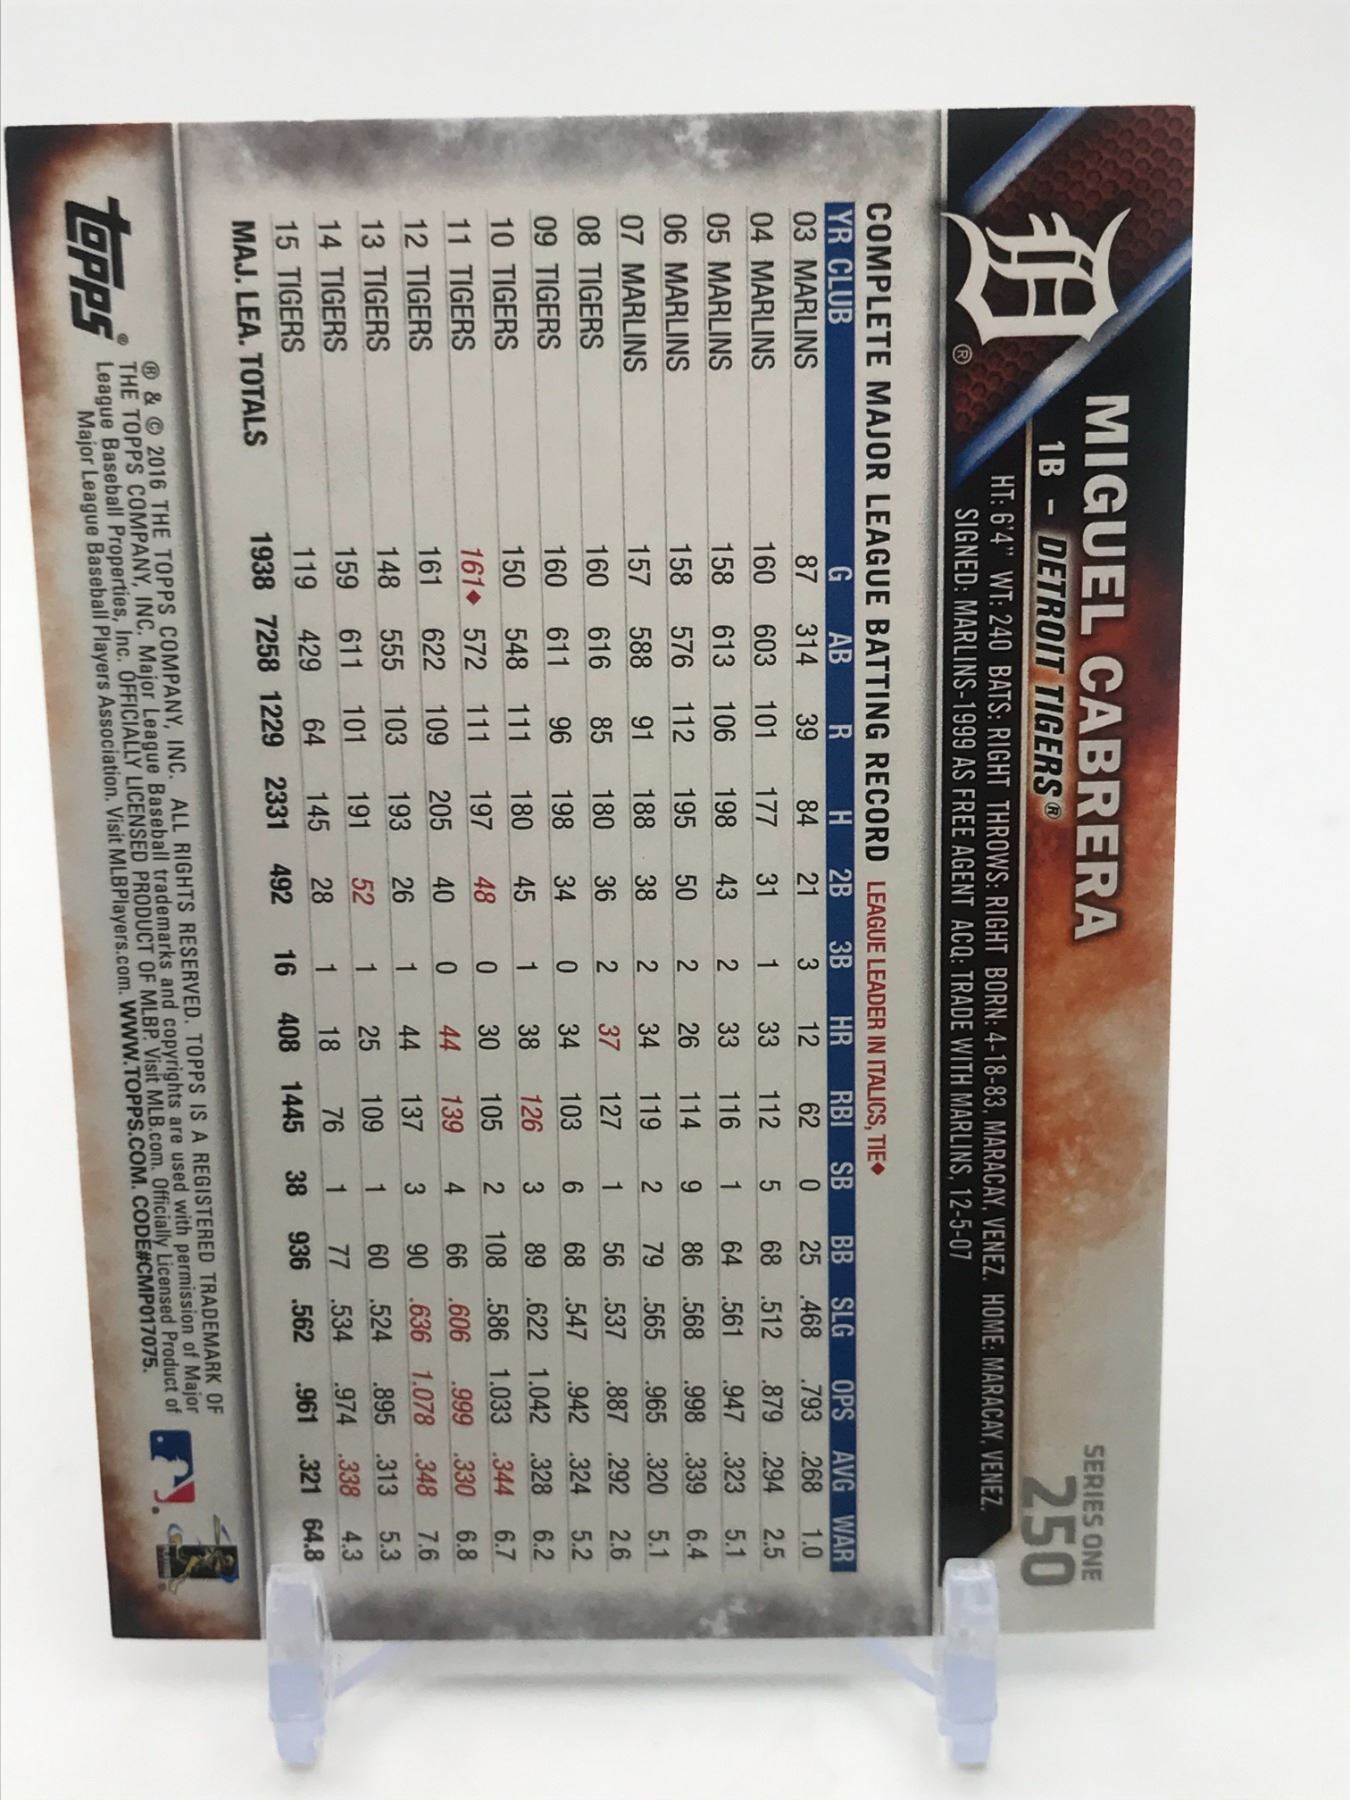 SERIES ONE
250
MIGUEL CABRERA
1B - DETROIT TIGERS®
HT: 6'4" WT: 240 BATS: RIGHT THROWS: RIGHT BORN: 4-18-83, MARACAY, VENEZ. HOME: MARACAY, VENEZ.
SIGNED: MARLINS-1999 AS FREE AGENT ACQ: TRADE WITH MARLINS, 12-5-07
D ®
COMPLETE MAJOR LEAGUE BATTING RECORD LEAGUE LEADER IN ITALICS, TIE♦
YR CLUB G AB R H 2B 3B HR RBI SB BB SLG OPS AVG WAR
03 MARLINS 87 314 39 84 21 3 12 62 0 25 .468 .793 .268 1.0
04 MARLINS 160 603 101 177 31 1 33 112 5 68 .512 .879 .294 2.5
05 MARLINS 158 613 106 198 43 2 33 116 1 64 .561 .947 .323 5.1
06 MARLINS 158 576 112 195 50 2 26 114 9 86 .568 .998 .339 6.4
07 MARLINS 157 588 91 188 38 2 34 119 2 79 .565 .965 .320 5.1
08 TIGERS 160 616 85 180 36 2 37 127 1 56 .537 .887 .292 2.6
09 TIGERS 160 611 96 198 34 0 34 103 6 68 .547 .942 .324 5.2
10 TIGERS 150 548 111 180 45 1 38 126 3 89 .622 1.042 .328 6.2
11 TIGERS 161♦ 572 111 197 48 0 30 105 2 108 .586 1.033 .344 6.7
12 TIGERS 161 622 109 205 40 0 44 139 4 66 .606 .999 .330 6.8
13 TIGERS 148 555 103 193 26 1 44 137 3 90 .636 1.078 .348 7.6
14 TIGERS 159 611 101 191 52 1 25 109 1 60 .524 .895 .313 5.3
15 TIGERS 119 429 64 145 28 1 18 76 1 77 .534 .974 .338 4.3
MAJ. LEA. TOTALS 1938 7258 1229 2331 492 16 408 1445 38 936 .562 .961 .321 64.8
topps®
® & © 2016 THE TOPPS COMPANY, INC. ALL RIGHTS RESERVED. TOPPS IS A REGISTERED TRADEMARK OF
THE TOPPS COMPANY, INC. Major League Baseball trademarks and copyrights are used with permission of Major
League Baseball Properties, Inc. OFFICIALLY LICENSED PRODUCT OF MLBP. Visit MLB.com. Officially Licensed Product of
Major League Baseball Players Association. Visit MLBPlayers.com. WWW.TOPPS.COM. CODE#CMP017075.